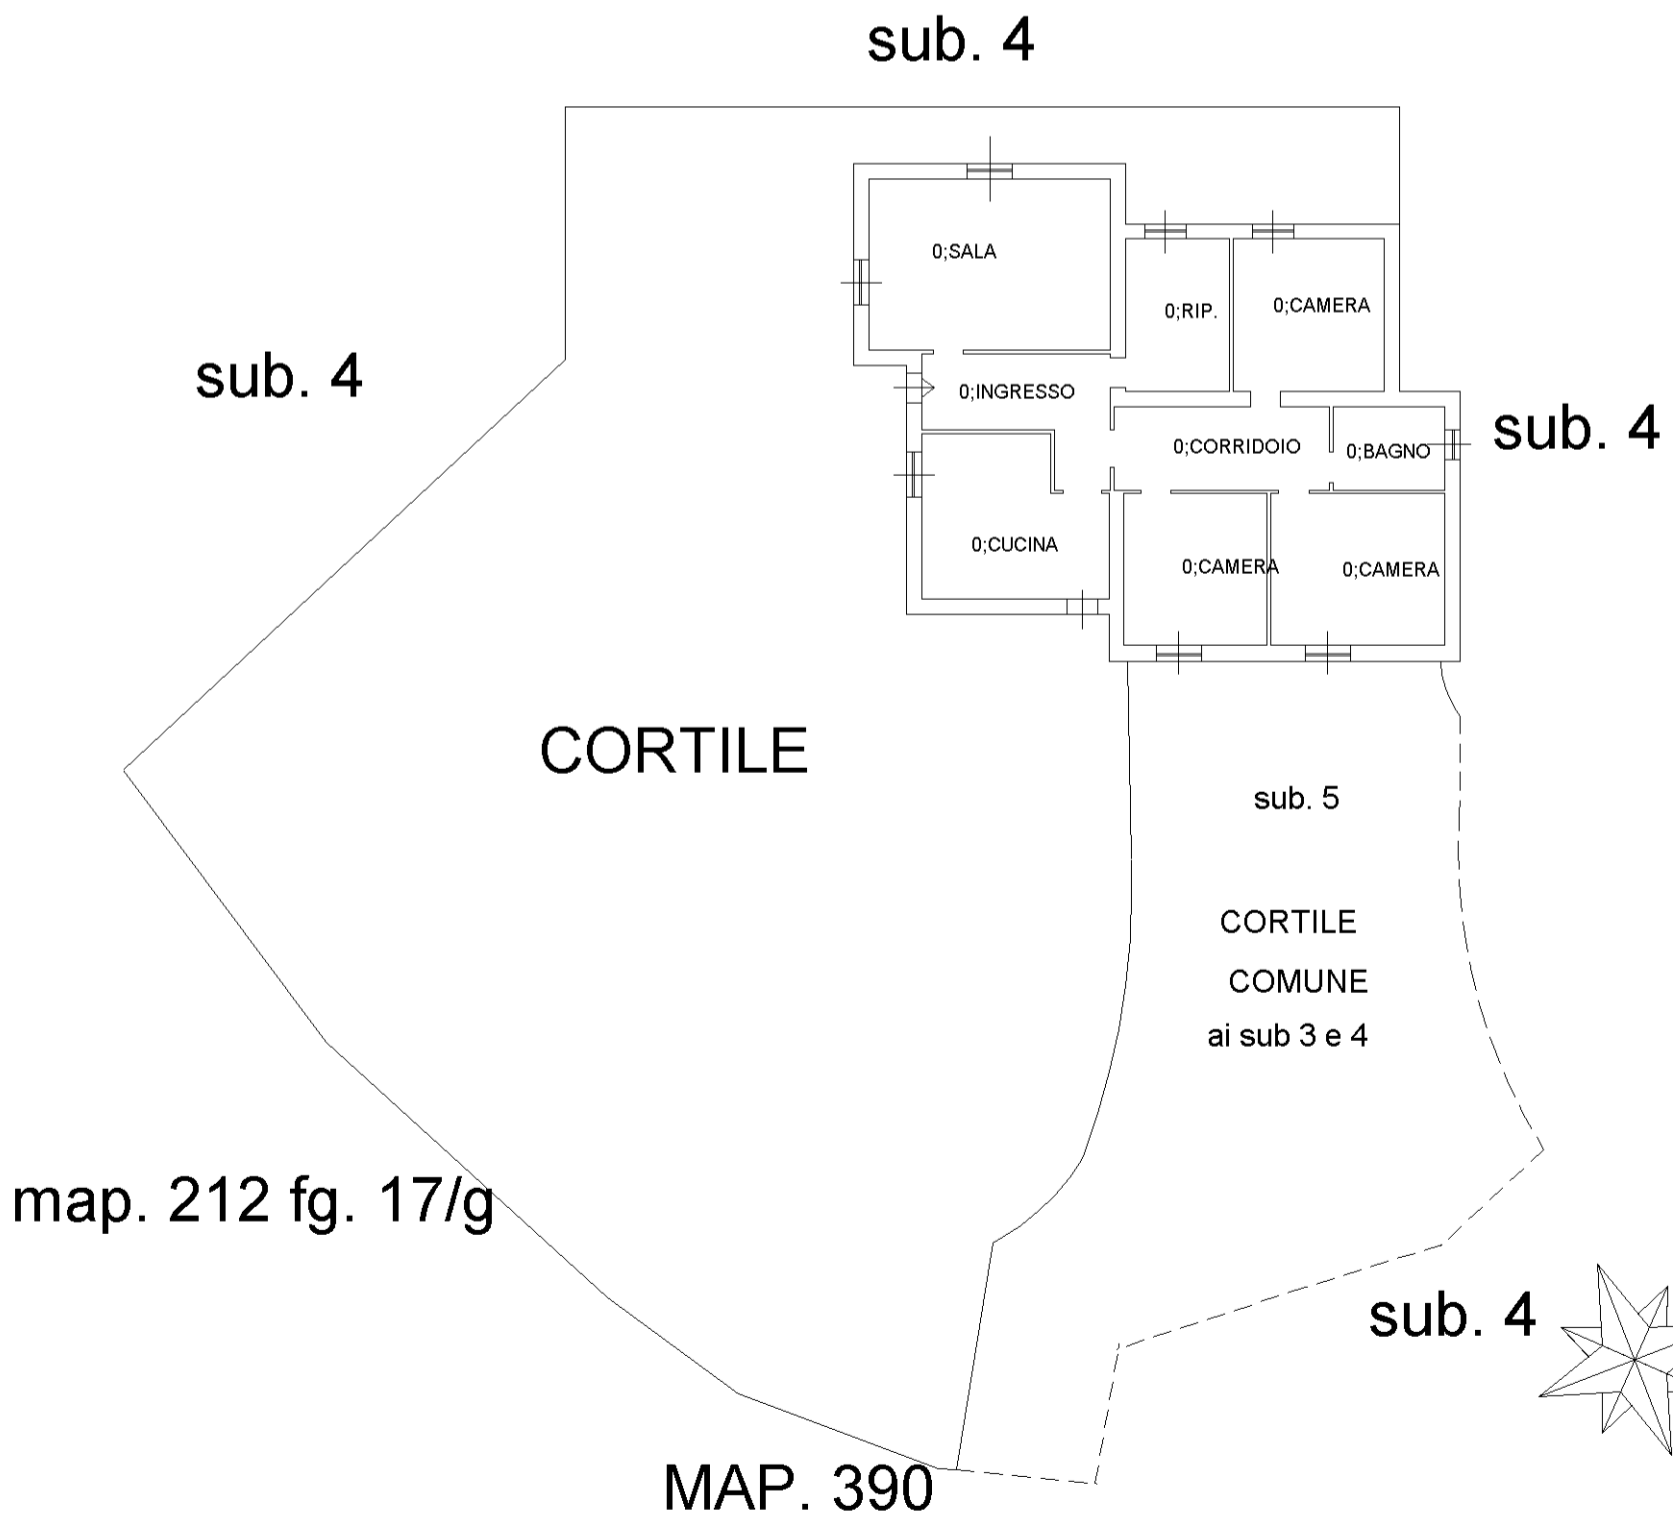 sub. 4
0;SALA
0;RIP.
0;CAMERA
sub. 4
0;INGRESSO
sub. 4
0;CORRIDOIO
0;BAGNO
0;CUCINA
0;CAMERA
0;CAMERA
CORTILE
sub. 5
CORTILE
COMUNE
ai sub 3 e 4
map. 212 fg. 17/g
sub. 4
MAP. 390